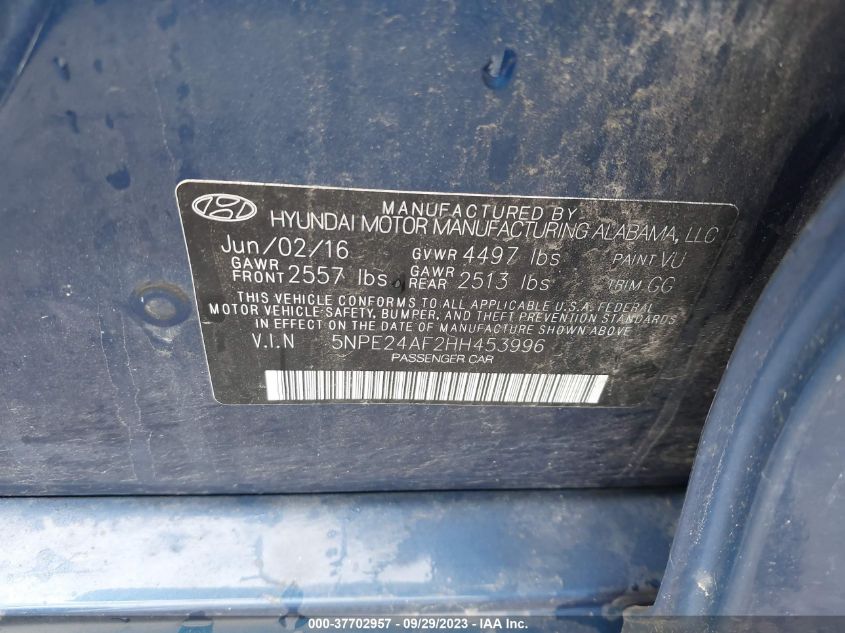 MANUFACTURED BY
HYUNDAI MOTOR MANUFACTURING ALABAMA, LLC
Jun/02/16 GVWR 4497 lbs PAINT VU
GAWR FRONT 2557 lbs GAWR REAR 2513 lbs TRIM GG
THIS VEHICLE CONFORMS TO ALL APPLICABLE U.S.A. FEDERAL
MOTOR VEHICLE SAFETY, BUMPER, AND THEFT PREVENTION STANDARDS
IN EFFECT ON THE DATE OF MANUFACTURE SHOWN ABOVE
V.I.N 5NPE24AF2HH453996
PASSENGER CAR
000-37702957 - 09/29/2023 - IAA Inc.